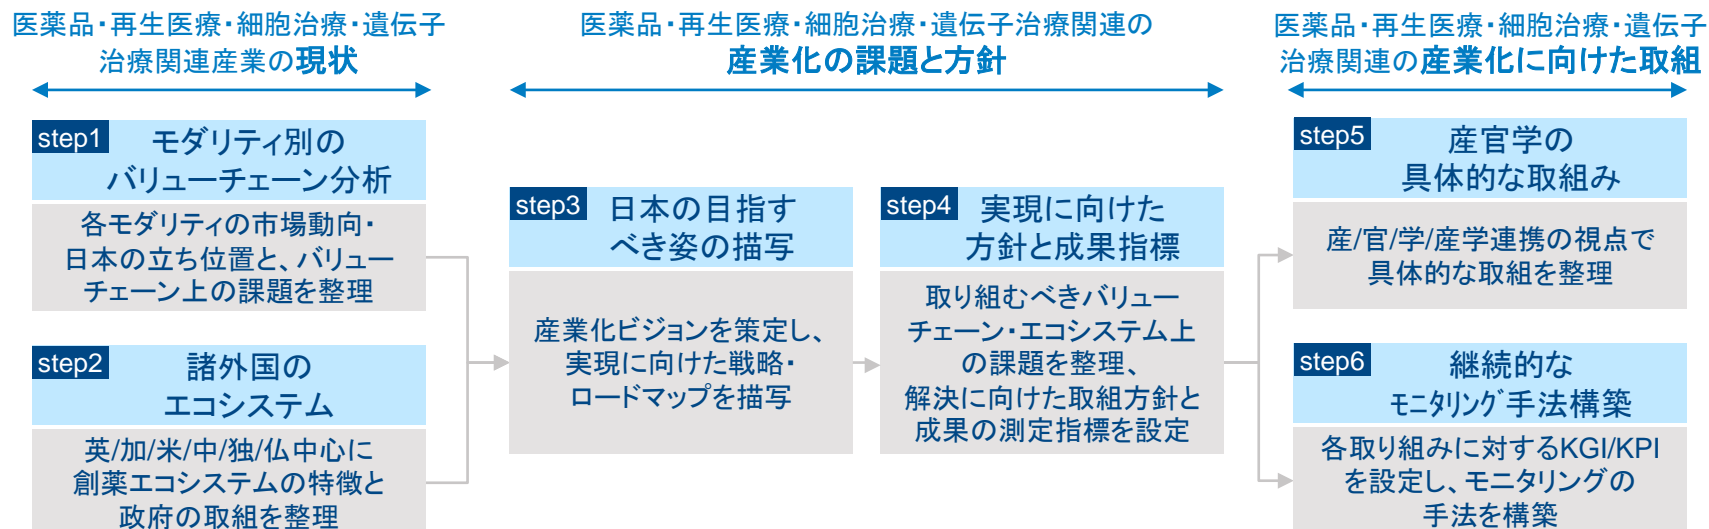 医薬品・再生医療・細胞治療・遺伝子
治療関連産業の現状
医薬品・再生医療・細胞治療・遺伝子治療関連の
産業化の課題と方針
医薬品・再生医療・細胞治療・遺伝子
治療関連の産業化に向けた取組
step1
モダリティ別の
バリューチェーン分析
各モダリティの市場動向・
日本の立ち位置と、バリュー
チェーン上の課題を整理
step2
諸外国の
エコシステム
英/加/米/中/独/仏中心に
創薬エコシステムの特徴と
政府の取組を整理
step3
日本の目指す
べき姿の描写
産業化ビジョンを策定し、
実現に向けた戦略・
ロードマップを描写
step4
実現に向けた
方針と成果指標
取り組むべきバリュー
チェーン・エコシステム上
の課題を整理、
解決に向けた取組方針と
成果の測定指標を設定
step5
産官学の
具体的な取組み
産/官/学/産学連携の視点で
具体的な取組を整理
step6
継続的な
モニタリング手法構築
各取り組みに対するKGI/KPI
を設定し、モニタリングの
手法を構築